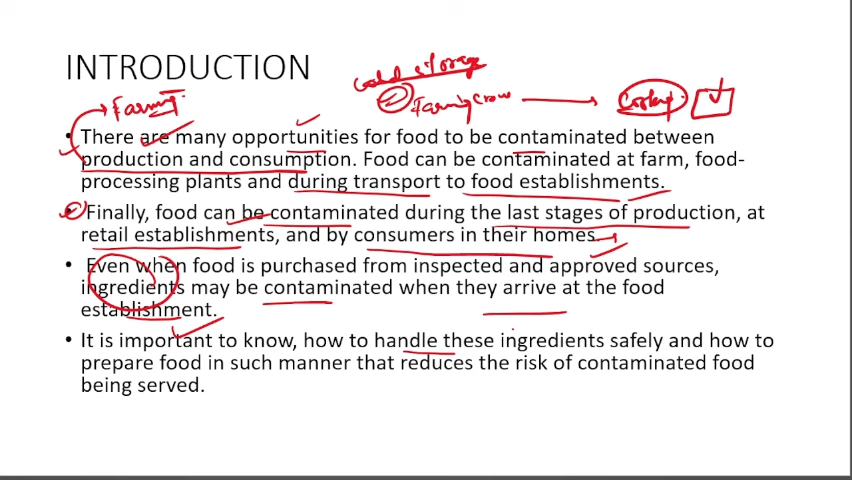 INTRODUCTION
Cold storage
Farming
Cooking
• There are many opportunities for food to be contaminated between
production and consumption. Food can be contaminated at farm, food-
processing plants and during transport to food establishments.
• Finally, food can be contaminated during the last stages of production, at
retail establishments, and by consumers in their homes.
• Even when food is purchased from inspected and approved sources,
ingredients may be contaminated when they arrive at the food
establishment.
• It is important to know, how to handle these ingredients safely and how to
prepare food in such manner that reduces the risk of contaminated food
being served.